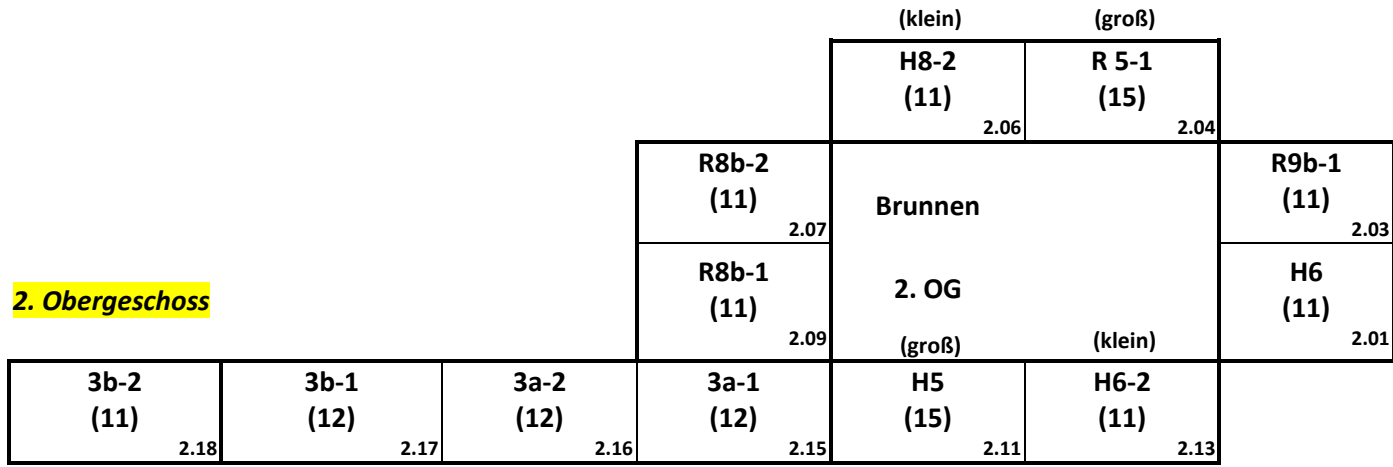 (klein) (groß)
H8-2 R 5-1
(11) (15)
2.06 2.04
R8b-2 R9b-1
(11) Brunnen (11)
2.07 2.03
R8b-1 H6
2. Obergeschoss (11) 2. OG (11)
2.09 (groß) (klein) 2.01
3b-2 3b-1 3a-2 3a-1 H5 H6-2
(11) (12) (12) (12) (15) (11)
2.18 2.17 2.16 2.15 2.11 2.13